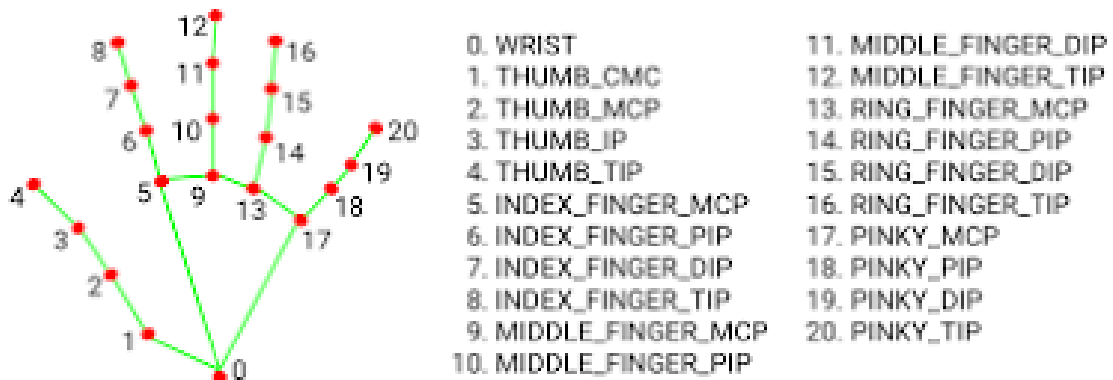 12
8
16
11
7
15
6
10
20
14
19
4
5
9
13
18
3
17
2
1
0
0. WRIST
1. THUMB_CMC
2. THUMB_MCP
3. THUMB_IP
4. THUMB_TIP
5. INDEX_FINGER_MCP
6. INDEX_FINGER_PIP
7. INDEX_FINGER_DIP
8. INDEX_FINGER_TIP
9. MIDDLE_FINGER_MCP
10. MIDDLE_FINGER_PIP
11. MIDDLE_FINGER_DIP
12. MIDDLE_FINGER_TIP
13. RING_FINGER_MCP
14. RING_FINGER_PIP
15. RING_FINGER_DIP
16. RING_FINGER_TIP
17. PINKY_MCP
18. PINKY_PIP
19. PINKY_DIP
20. PINKY_TIP